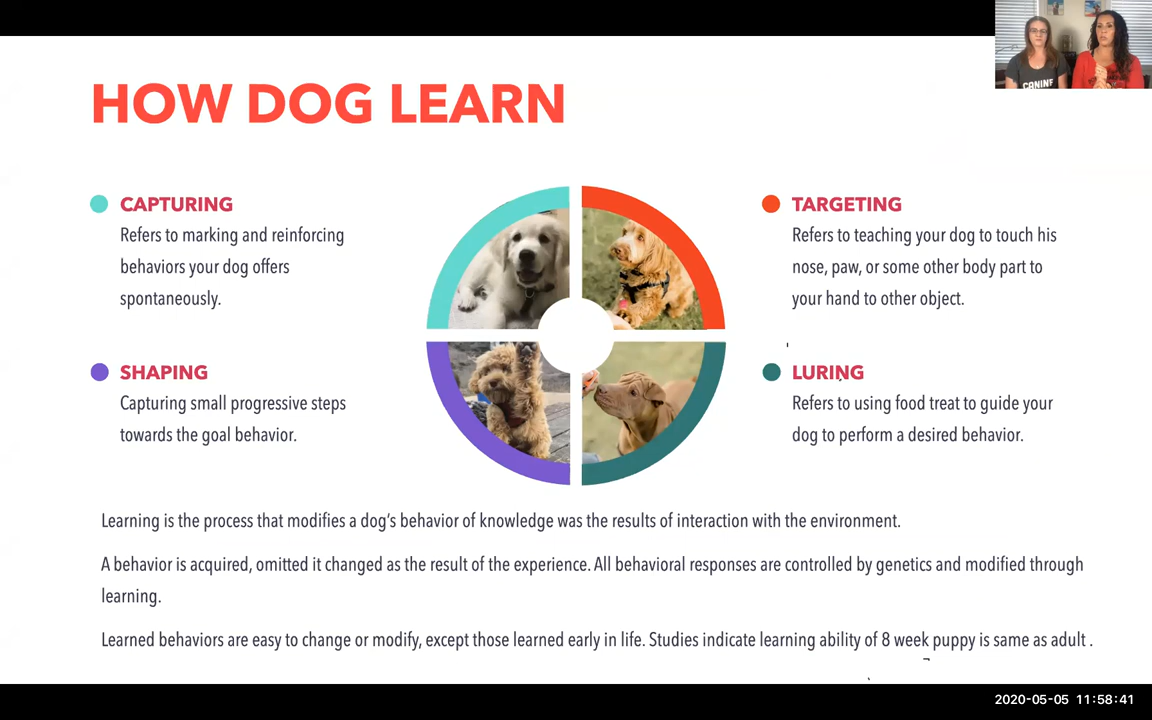 HOW DOG LEARN
CANINE
CAPTURING
Refers to marking and reinforcing
behaviors your dog offers
spontaneously.
TARGETING
Refers to teaching your dog to touch his
nose, paw, or some other body part to
your hand to other object.
SHAPING
Capturing small progressive steps
towards the goal behavior.
LURING
Refers to using food treat to guide your
dog to perform a desired behavior.
Learning is the process that modifies a dog's behavior of knowledge was the results of interaction with the environment.
A behavior is acquired, omitted it changed as the result of the experience. All behavioral responses are controlled by genetics and modified through
learning.
Learned behaviors are easy to change or modify, except those learned early in life. Studies indicate learning ability of 8 week puppy is same as adult .
2020-05-05 11:58:41